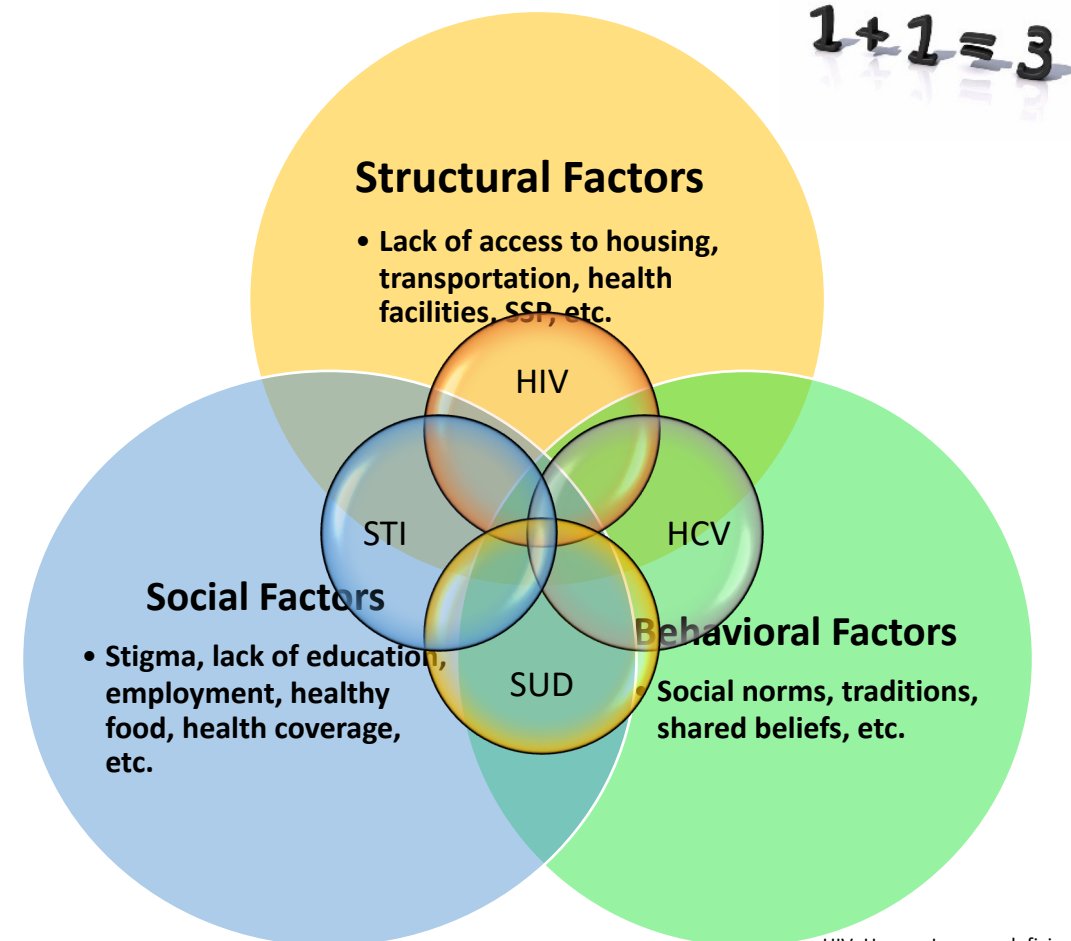 1 + 1 = 3
Structural Factors
• Lack of access to housing,
transportation, health
facilities, SSP, etc.
HIV
STI
HCV
Social Factors
• Stigma, lack of education,
employment, healthy
food, health coverage,
etc.
Behavioral Factors
• Social norms, traditions,
shared beliefs, etc.
SUD